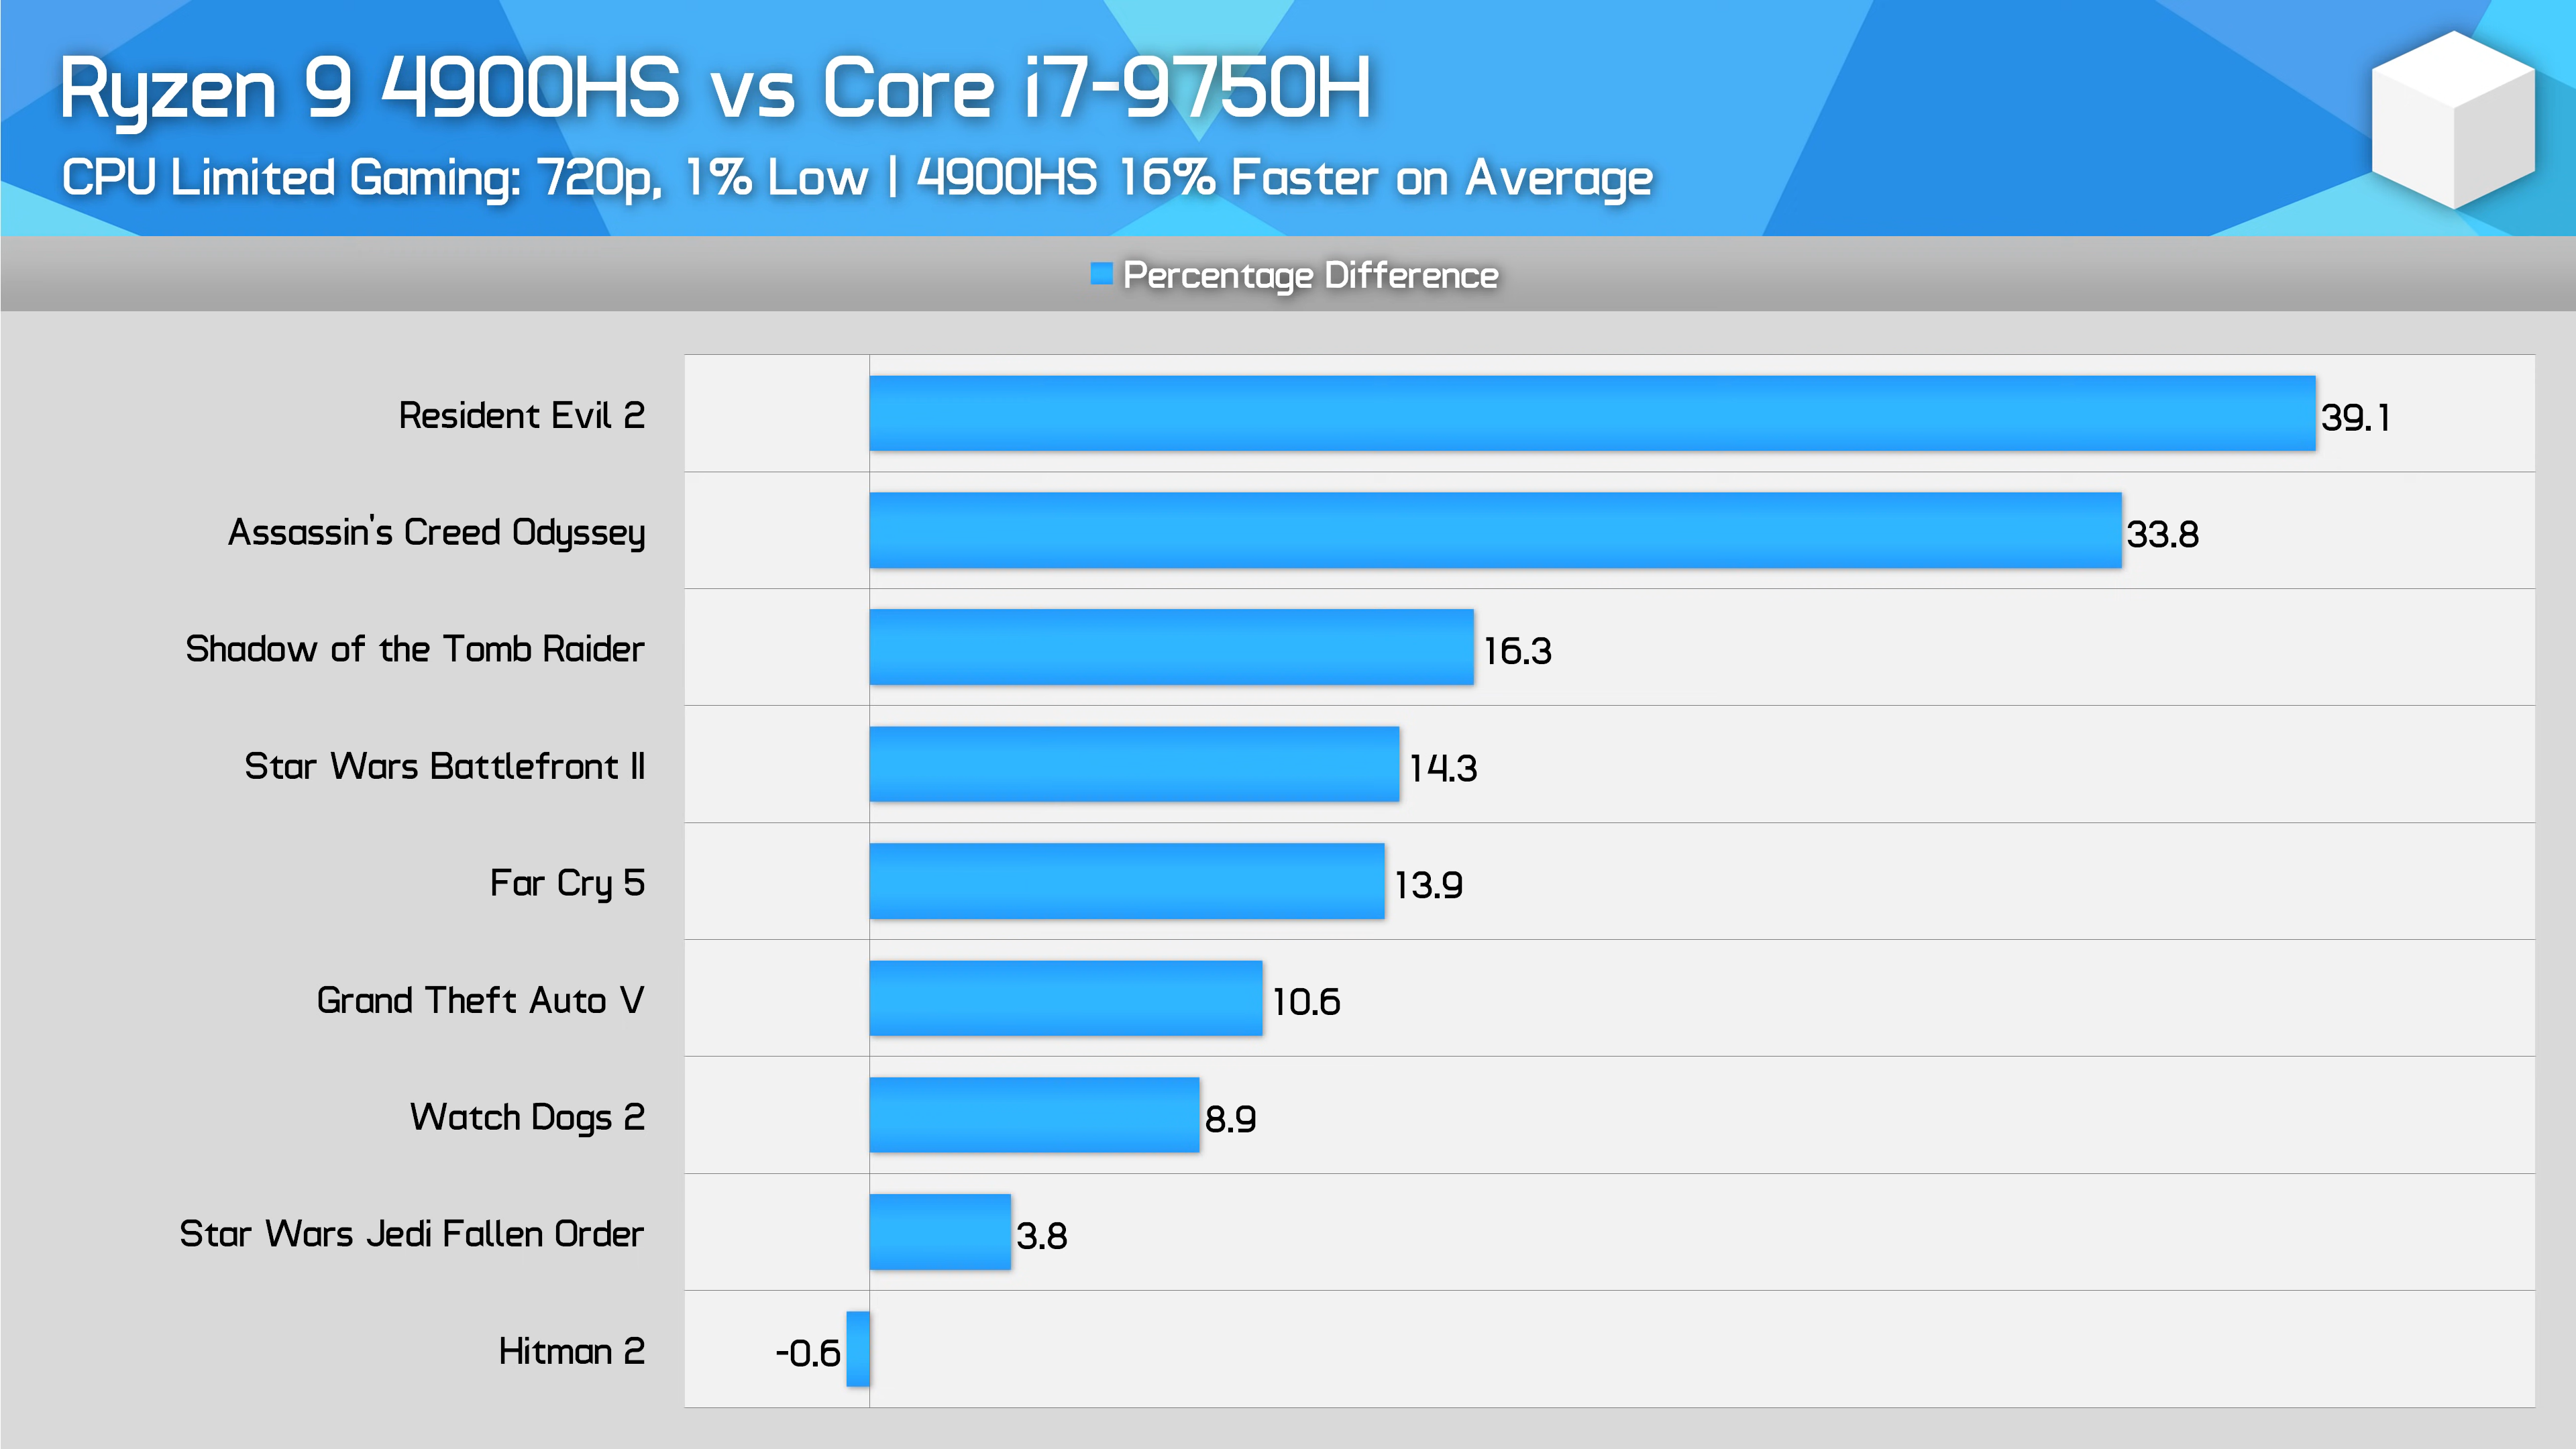 Ryzen 9 4900HS vs Core i7-9750H
CPU Limited Gaming: 720p, 1% Low | 4900HS 16% Faster on Average
Percentage Difference
Resident Evil 2 39.1
Assassin's Creed Odyssey 33.8
Shadow of the Tomb Raider 16.3
Star Wars Battlefront II 14.3
Far Cry 5 13.9
Grand Theft Auto V 10.6
Watch Dogs 2 8.9
Star Wars Jedi Fallen Order 3.8
Hitman 2 -0.6